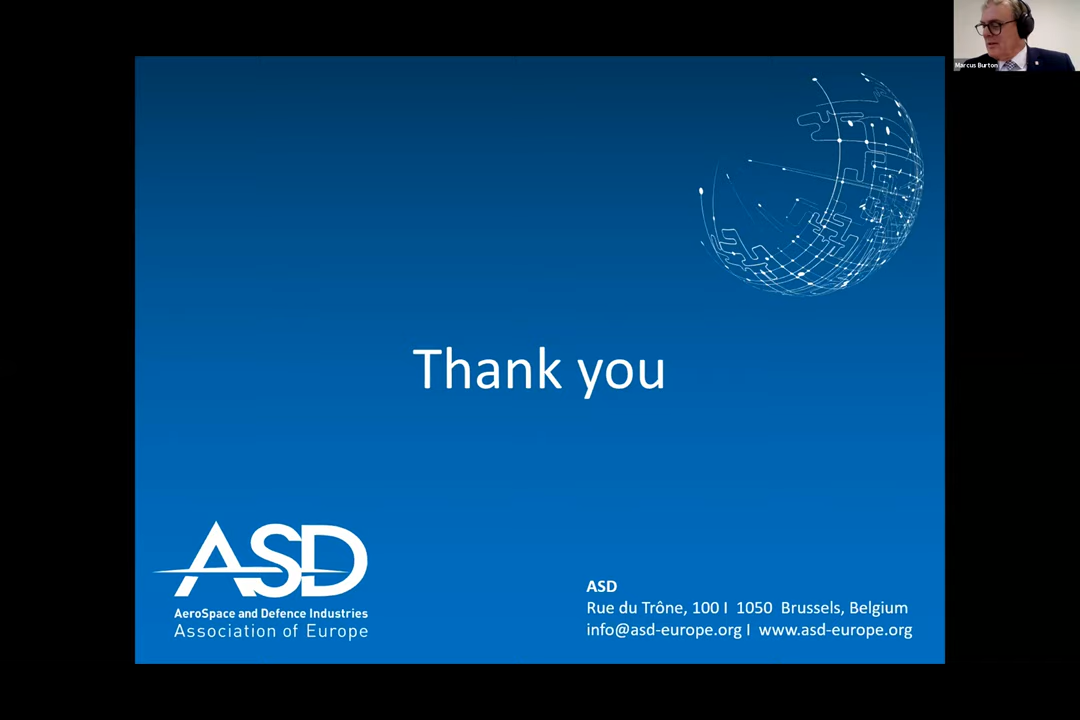 Marcus Burton
Thank you
ASD
AeroSpace and Defence Industries
Association of Europe
ASD
Rue du Trône, 100 I 1050 Brussels, Belgium
info@asd-europe.org I www.asd-europe.org